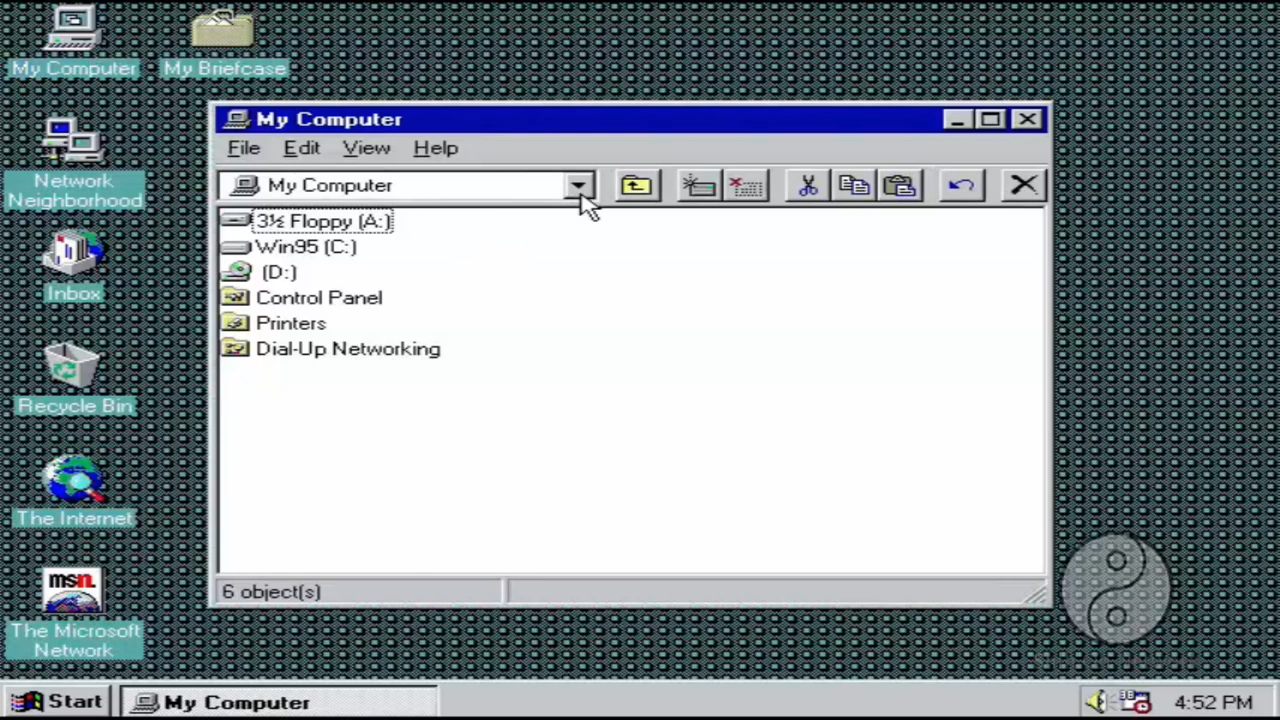 My Computer
My Briefcase
Network
Neighborhood
Inbox
Recycle Bin
The Internet
msn.
The Microsoft
Network
My Computer
File Edit View Help
My Computer
3½ Floppy (A:)
Win95 (C:)
(D:)
Control Panel
Printers
Dial-Up Networking
6 object(s)
Start
My Computer
4:52 PM